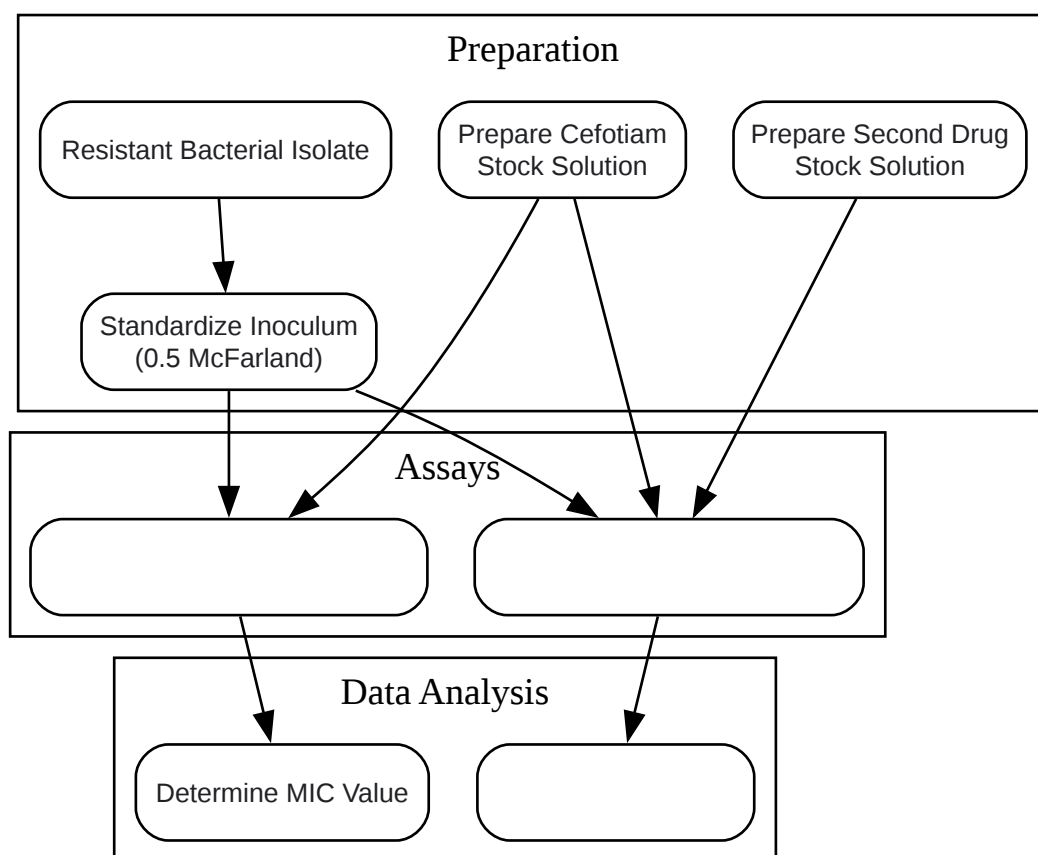 Preparation
Resistant Bacterial Isolate
Prepare Cefotiam
Stock Solution
Prepare Second Drug
Stock Solution
Standardize Inoculum
(0.5 McFarland)
Assays
Data Analysis
Determine MIC Value